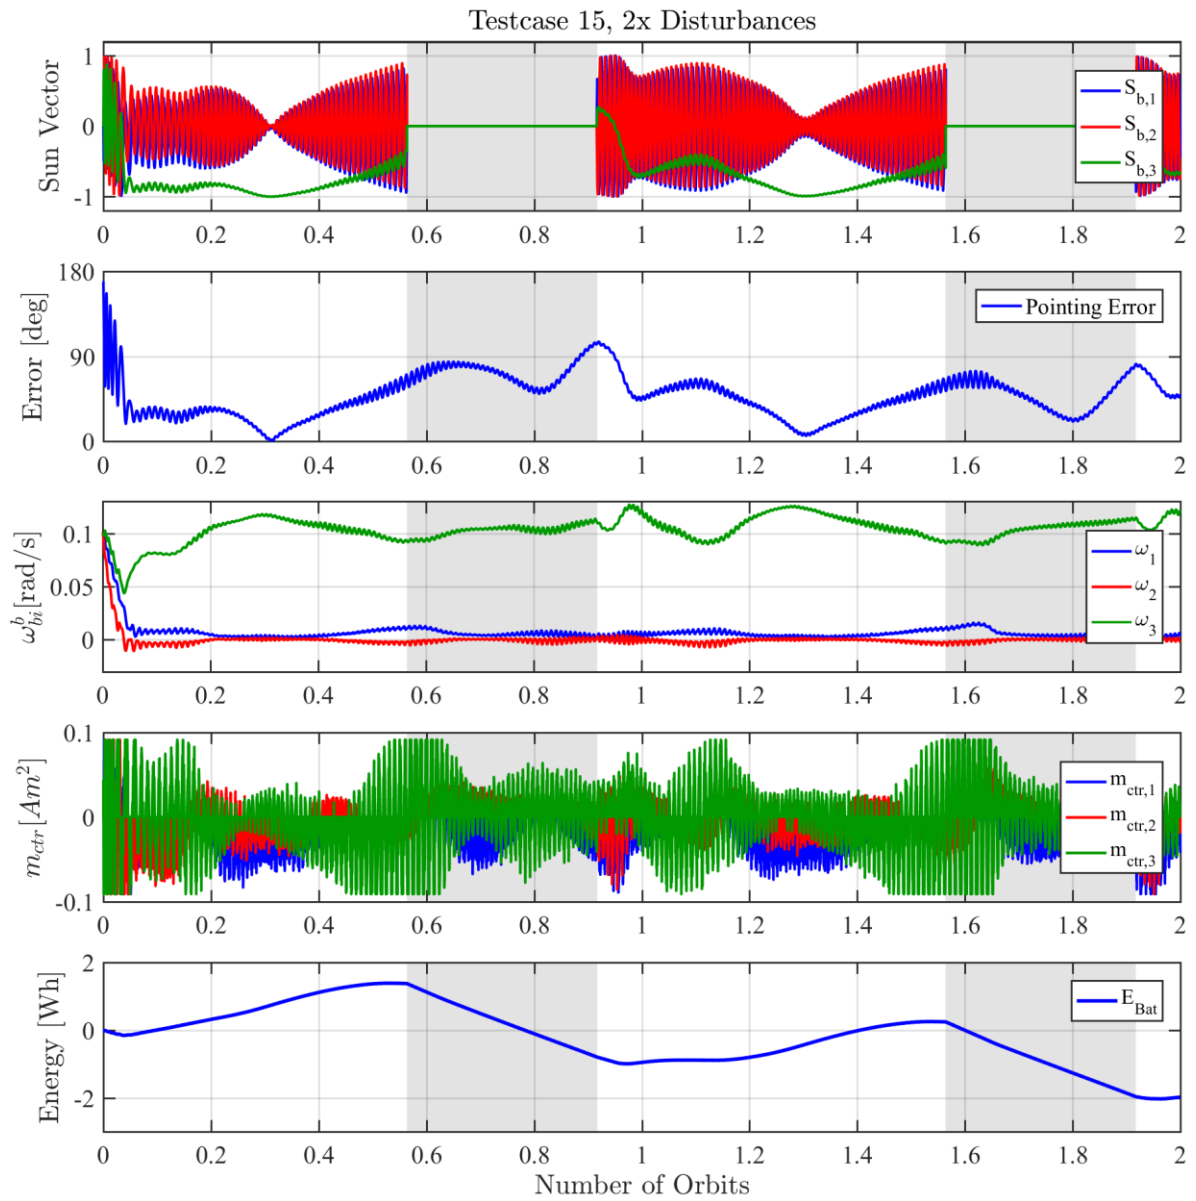 Testcase 15, 2x Disturbances
Sun Vector
1
0
-1
S_b,1
S_b,2
S_b,3
0 0.2 0.4 0.6 0.8 1 1.2 1.4 1.6 1.8 2
Error [deg]
180
90
0
Pointing Error
0 0.2 0.4 0.6 0.8 1 1.2 1.4 1.6 1.8 2
ω^b_bi[rad/s]
0.1
0.05
0
ω_1
ω_2
ω_3
0 0.2 0.4 0.6 0.8 1 1.2 1.4 1.6 1.8 2
m_ctr[Am²]
0.1
0
-0.1
m_ctr,1
m_ctr,2
m_ctr,3
0 0.2 0.4 0.6 0.8 1 1.2 1.4 1.6 1.8 2
Energy [Wh]
2
0
-2
E_Bat
0 0.2 0.4 0.6 0.8 1 1.2 1.4 1.6 1.8 2
Number of Orbits